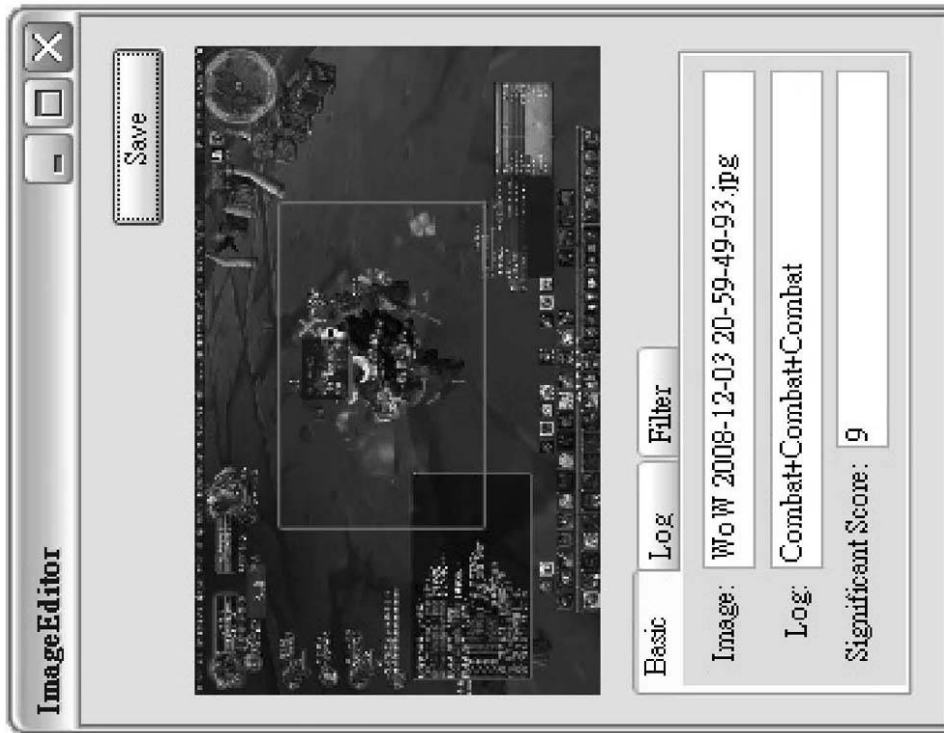 ImageEditor
Save
Basic
Log
Filter
Image: WoW 2008-12-03 20-59-49-93.jpg
Log: Combat+Combat+Combat
Significant Score: 9